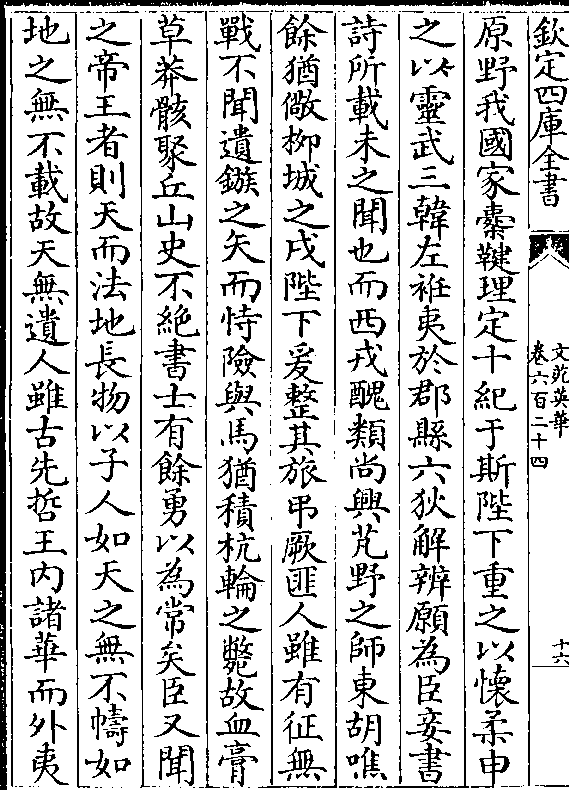 欽定四庫全書
文苑英華
卷六百二十四
十六
原野我國家櫜鞬理定十紀于斯陛下重之以懷柔申
之以靈武三韓左袵夷於郡縣六狄解辨願為臣妾書
詩所載未之聞也而西戎醜類尚興艽野之師東胡噍
餘猶儆栁城之戍陛下爰整其旅弔厥匪人雖有征無
戰不聞遺鏃之矢而恃險與馬猶積杭輪之斃故血膏
草莽骸聚丘山史不絶書士有餘勇以為常矣臣又聞
之帝王者則天而法地長物以子人如天之無不幬如
地之無不載故天無遺人雖古先哲王内諸華而外夷